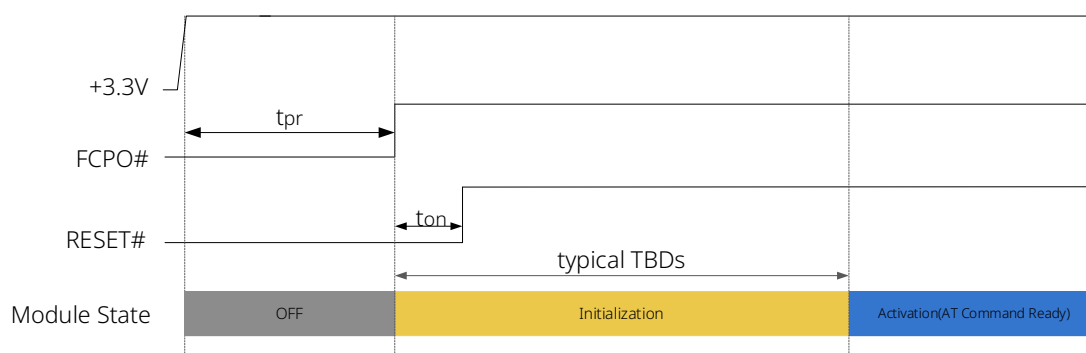 +3.3V
tpr
FCPO#
ton
RESET#
typical TBDs
Module State
OFF
Initialization
Activation(AT Command Ready)